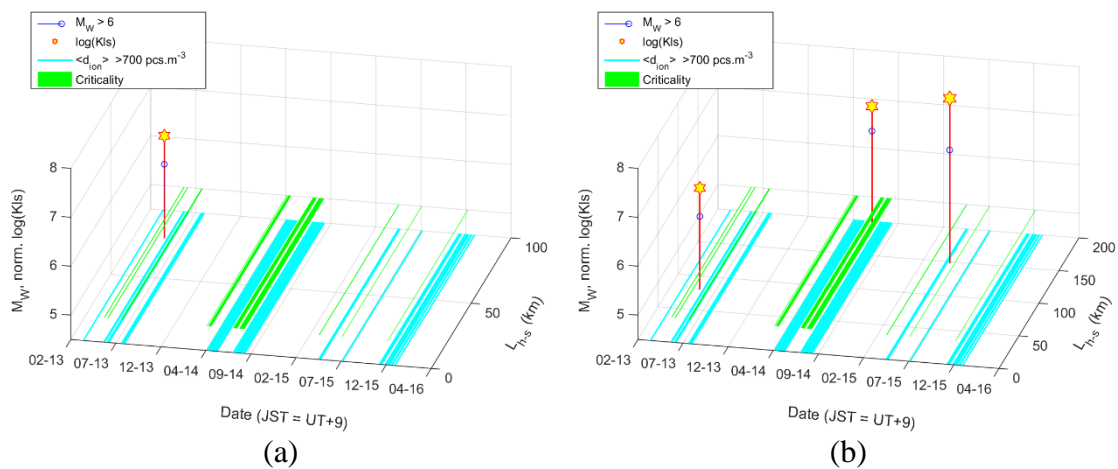 M_W > 6
log(Kls)
<d_ion> >700 pcs.m^-3
Criticality
8
7
6
5
M_W, norm. log(Kls)
02-13
07-13
12-13
04-14
09-14
02-15
07-15
12-15
04-16
Date (JST = UT+9)
0
50
100
L_h-s (km)
(a)
M_W > 6
log(Kls)
<d_ion> >700 pcs.m^-3
Criticality
8
7
6
5
M_W, norm. log(Kls)
02-13
07-13
12-13
04-14
09-14
02-15
07-15
12-15
04-16
Date (JST = UT+9)
0
50
100
150
200
L_h-s (km)
(b)